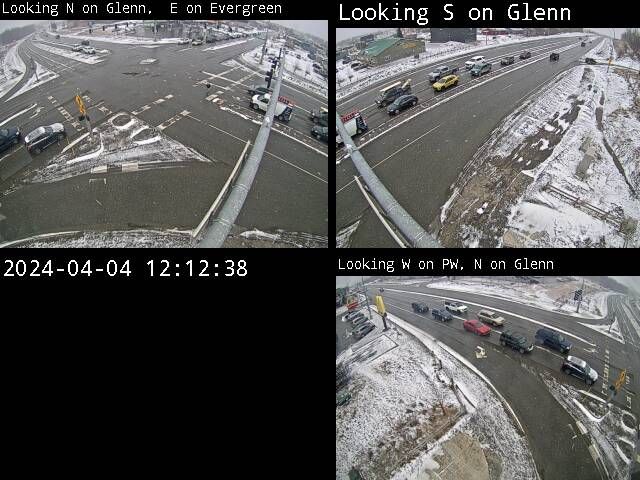 Looking N on Glenn, E on Evergreen
Looking S on Glenn
2024-04-04 12:12:38
Looking W on PW, N on Glenn